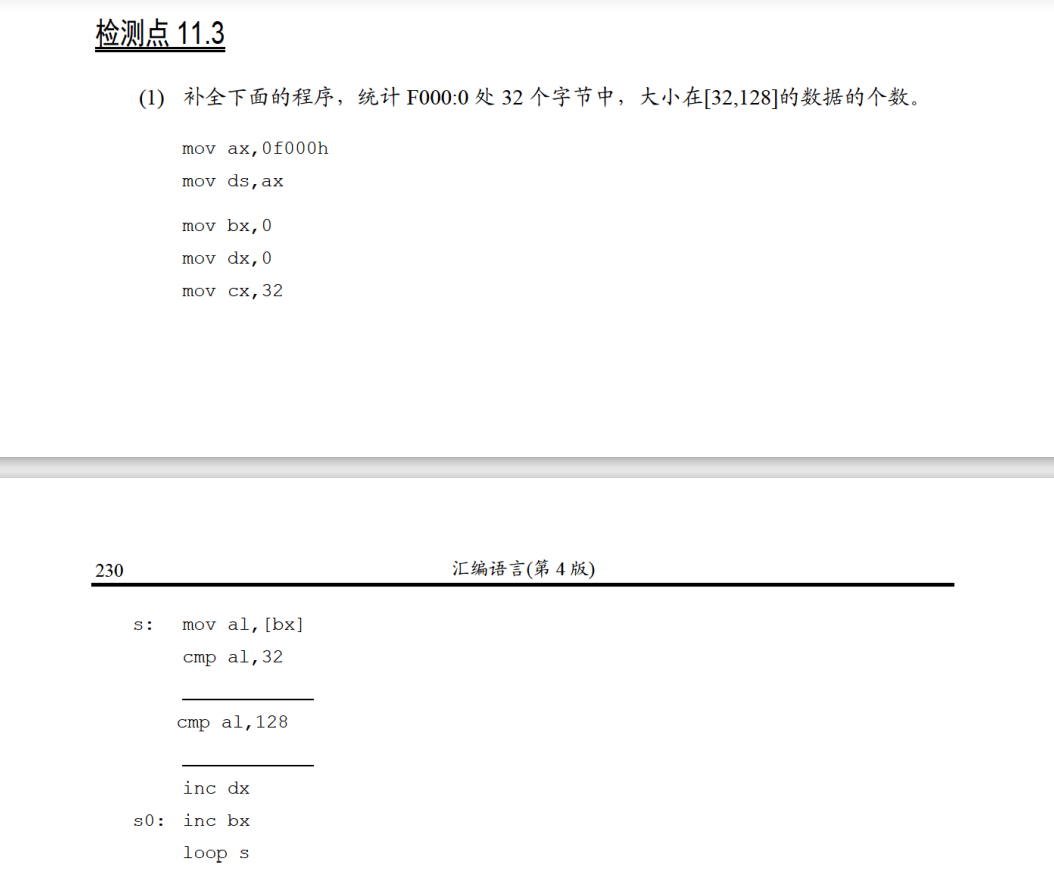 检测点 11.3
(1) 补全下面的程序，统计 F000:0 处 32 个字节中，大小在[32,128]的数据的个数。
mov ax,0f000h
mov ds,ax
mov bx,0
mov dx,0
mov cx,32
230 汇编语言(第 4 版)
s: mov al,[bx]
cmp al,32
cmp al,128
inc dx
s0: inc bx
loop s